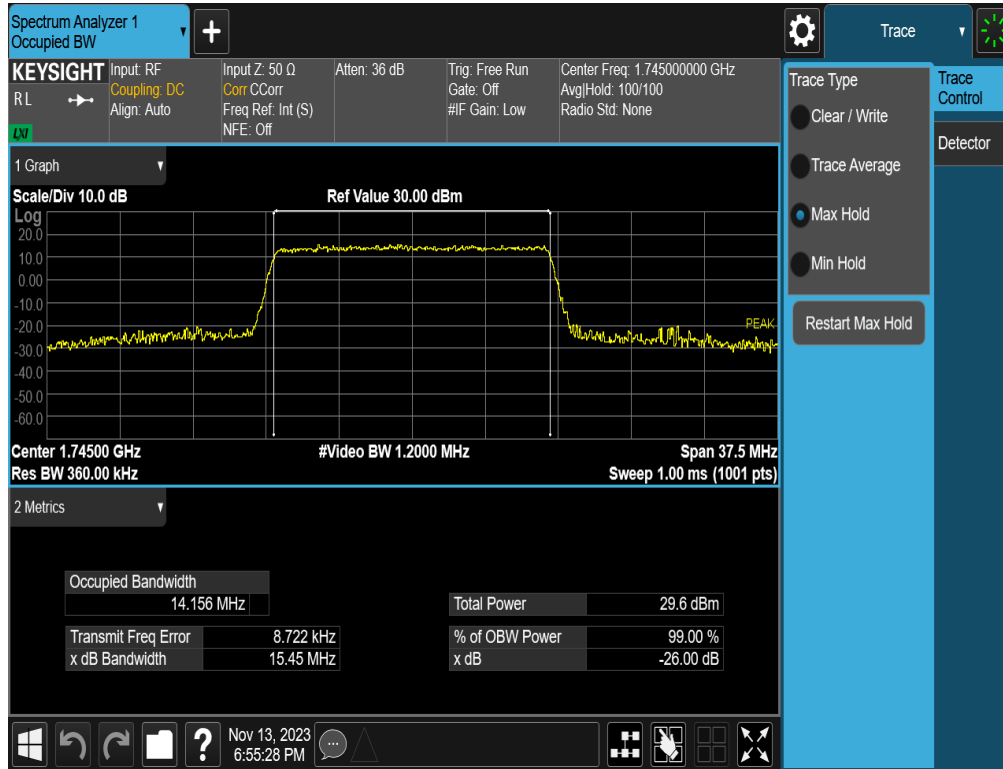 Spectrum Analyzer 1
Occupied BW
+
Trace
KEYSIGHT
RL
LXI
Input: RF
Coupling: DC
Align: Auto
Input Z: 50 Ω
Corr CCorr
Freq Ref: Int (S)
NFE: Off
Atten: 36 dB
Trig: Free Run
Gate: Off
#IF Gain: Low
Center Freq: 1.745000000 GHz
Avg|Hold: 100/100
Radio Std: None
Trace Type
Clear / Write
Trace Average
Max Hold
Min Hold
Restart Max Hold
Trace
Control
Detector
1 Graph
Scale/Div 10.0 dB
Ref Value 30.00 dBm
Log
20.0
10.0
0.00
-10.0
-20.0
-30.0
-40.0
-50.0
-60.0
PEAK
Center 1.74500 GHz
#Video BW 1.2000 MHz
Span 37.5 MHz
Res BW 360.00 kHz
Sweep 1.00 ms (1001 pts)
2 Metrics
Occupied Bandwidth
14.156 MHz
Total Power 29.6 dBm
Transmit Freq Error 8.722 kHz
% of OBW Power 99.00 %
x dB Bandwidth 15.45 MHz
x dB -26.00 dB
?
Nov 13, 2023
6:55:28 PM